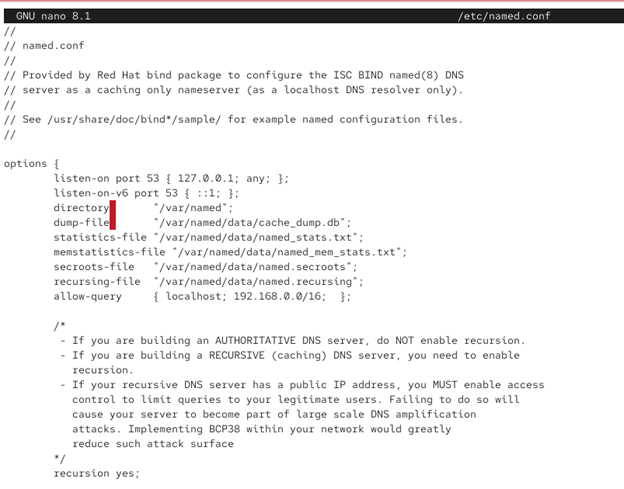 GNU nano 8.1 /etc/named.conf
//
// named.conf
//
// Provided by Red Hat bind package to configure the ISC BIND named(8) DNS
// server as a caching only nameserver (as a localhost DNS resolver only).
//
// See /usr/share/doc/bind*/sample/ for example named configuration files.
//
options {
listen-on port 53 { 127.0.0.1; any; };
listen-on-v6 port 53 { ::1; };
directory "/var/named";
dump-file "/var/named/data/cache_dump.db";
statistics-file "/var/named/data/named_stats.txt";
memstatistics-file "/var/named/data/named_mem_stats.txt";
secroots-file "/var/named/data/named.secroots";
recursing-file "/var/named/data/named.recursing";
allow-query { localhost; 192.168.0.0/16; };
/*
- If you are building an AUTHORITATIVE DNS server, do NOT enable recursion.
- If you are building a RECURSIVE (caching) DNS server, you need to enable
recursion.
- If your recursive DNS server has a public IP address, you MUST enable access
control to limit queries to your legitimate users. Failing to do so will
cause your server to become part of large scale DNS amplification
attacks. Implementing BCP38 within your network would greatly
reduce such attack surface
*/
recursion yes;